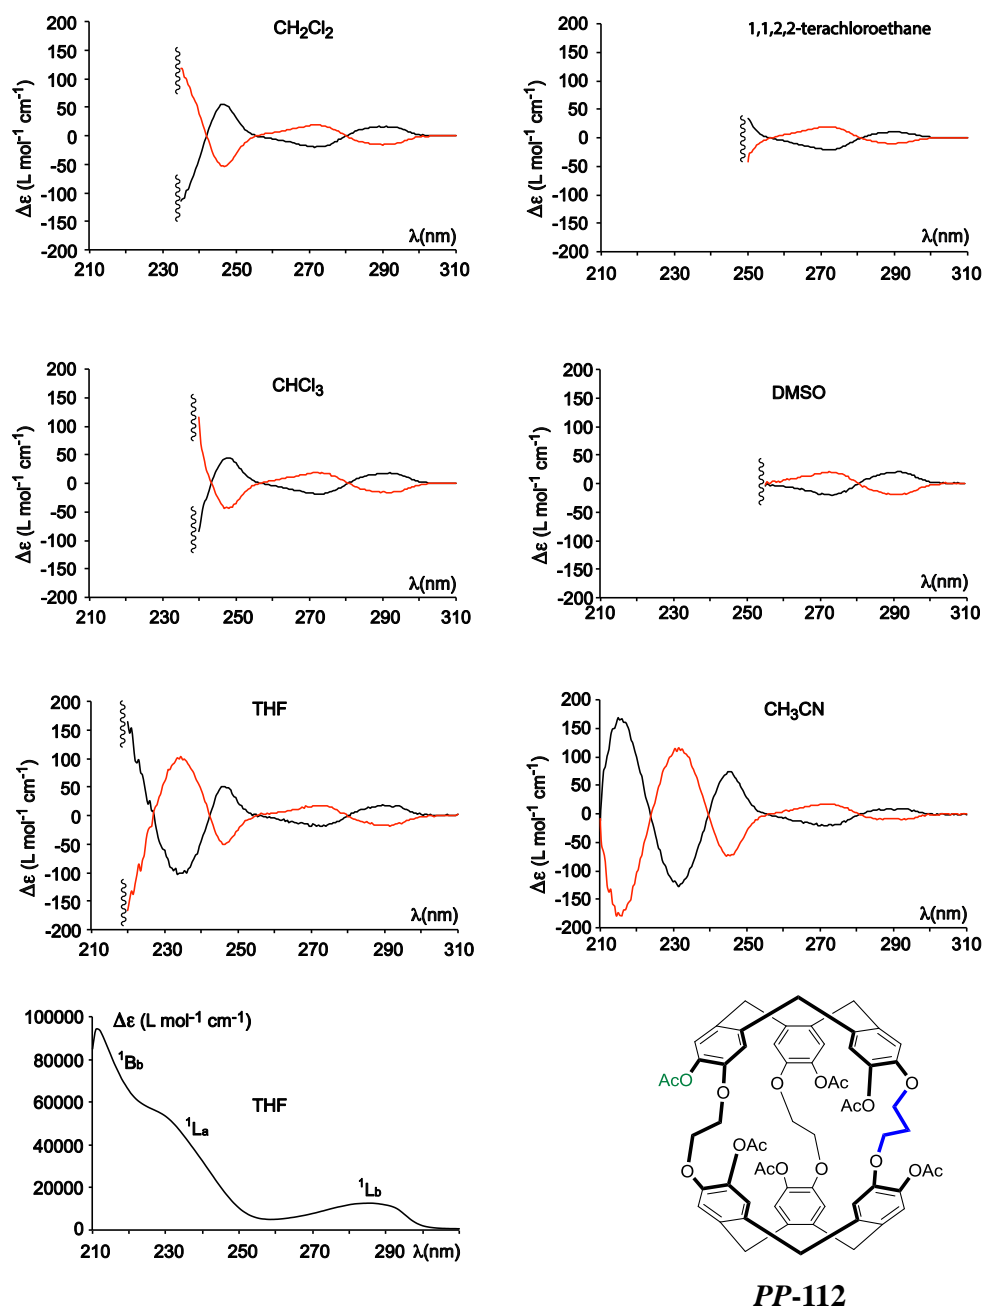 CH2Cl2
200
150
100
50
0
-50
-100
-150
-200
Δε (L mol-1 cm-1)
λ(nm)
210 230 250 270 290 310
1,1,2,2-terachloroethane
200
150
100
50
0
-50
-100
-150
-200
Δε (L mol-1 cm-1)
λ(nm)
210 230 250 270 290 310
CHCl3
200
150
100
50
0
-50
-100
-150
-200
Δε (L mol-1 cm-1)
λ(nm)
210 230 250 270 290 310
DMSO
200
150
100
50
0
-50
-100
-150
-200
Δε (L mol-1 cm-1)
λ(nm)
210 230 250 270 290 310
THF
200
150
100
50
0
-50
-100
-150
-200
Δε (L mol-1 cm-1)
λ(nm)
210 230 250 270 290 310
CH3CN
200
150
100
50
0
-50
-100
-150
-200
Δε (L mol-1 cm-1)
λ(nm)
210 230 250 270 290 310
100000
80000
60000
40000
20000
0
Δε (L mol-1 cm-1)
1Bb
1La
THF
1Lb
210 230 250 270 290 λ(nm)
AcO
O
O
OAc
AcO
O
O
OAc
AcO
O
O
OAc
PP-112